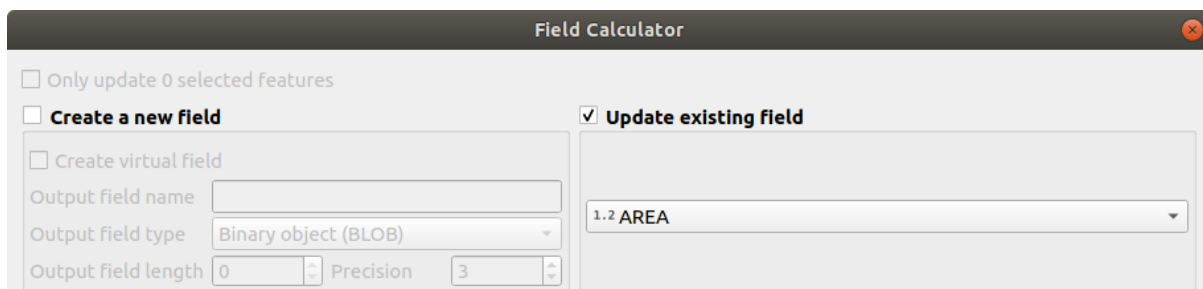 Field Calculator
Only update 0 selected features
Create a new field
Update existing field
Create virtual field
Output field name
1.2 AREA
Output field type Binary object (BLOB)
Output field length 0 Precision 3